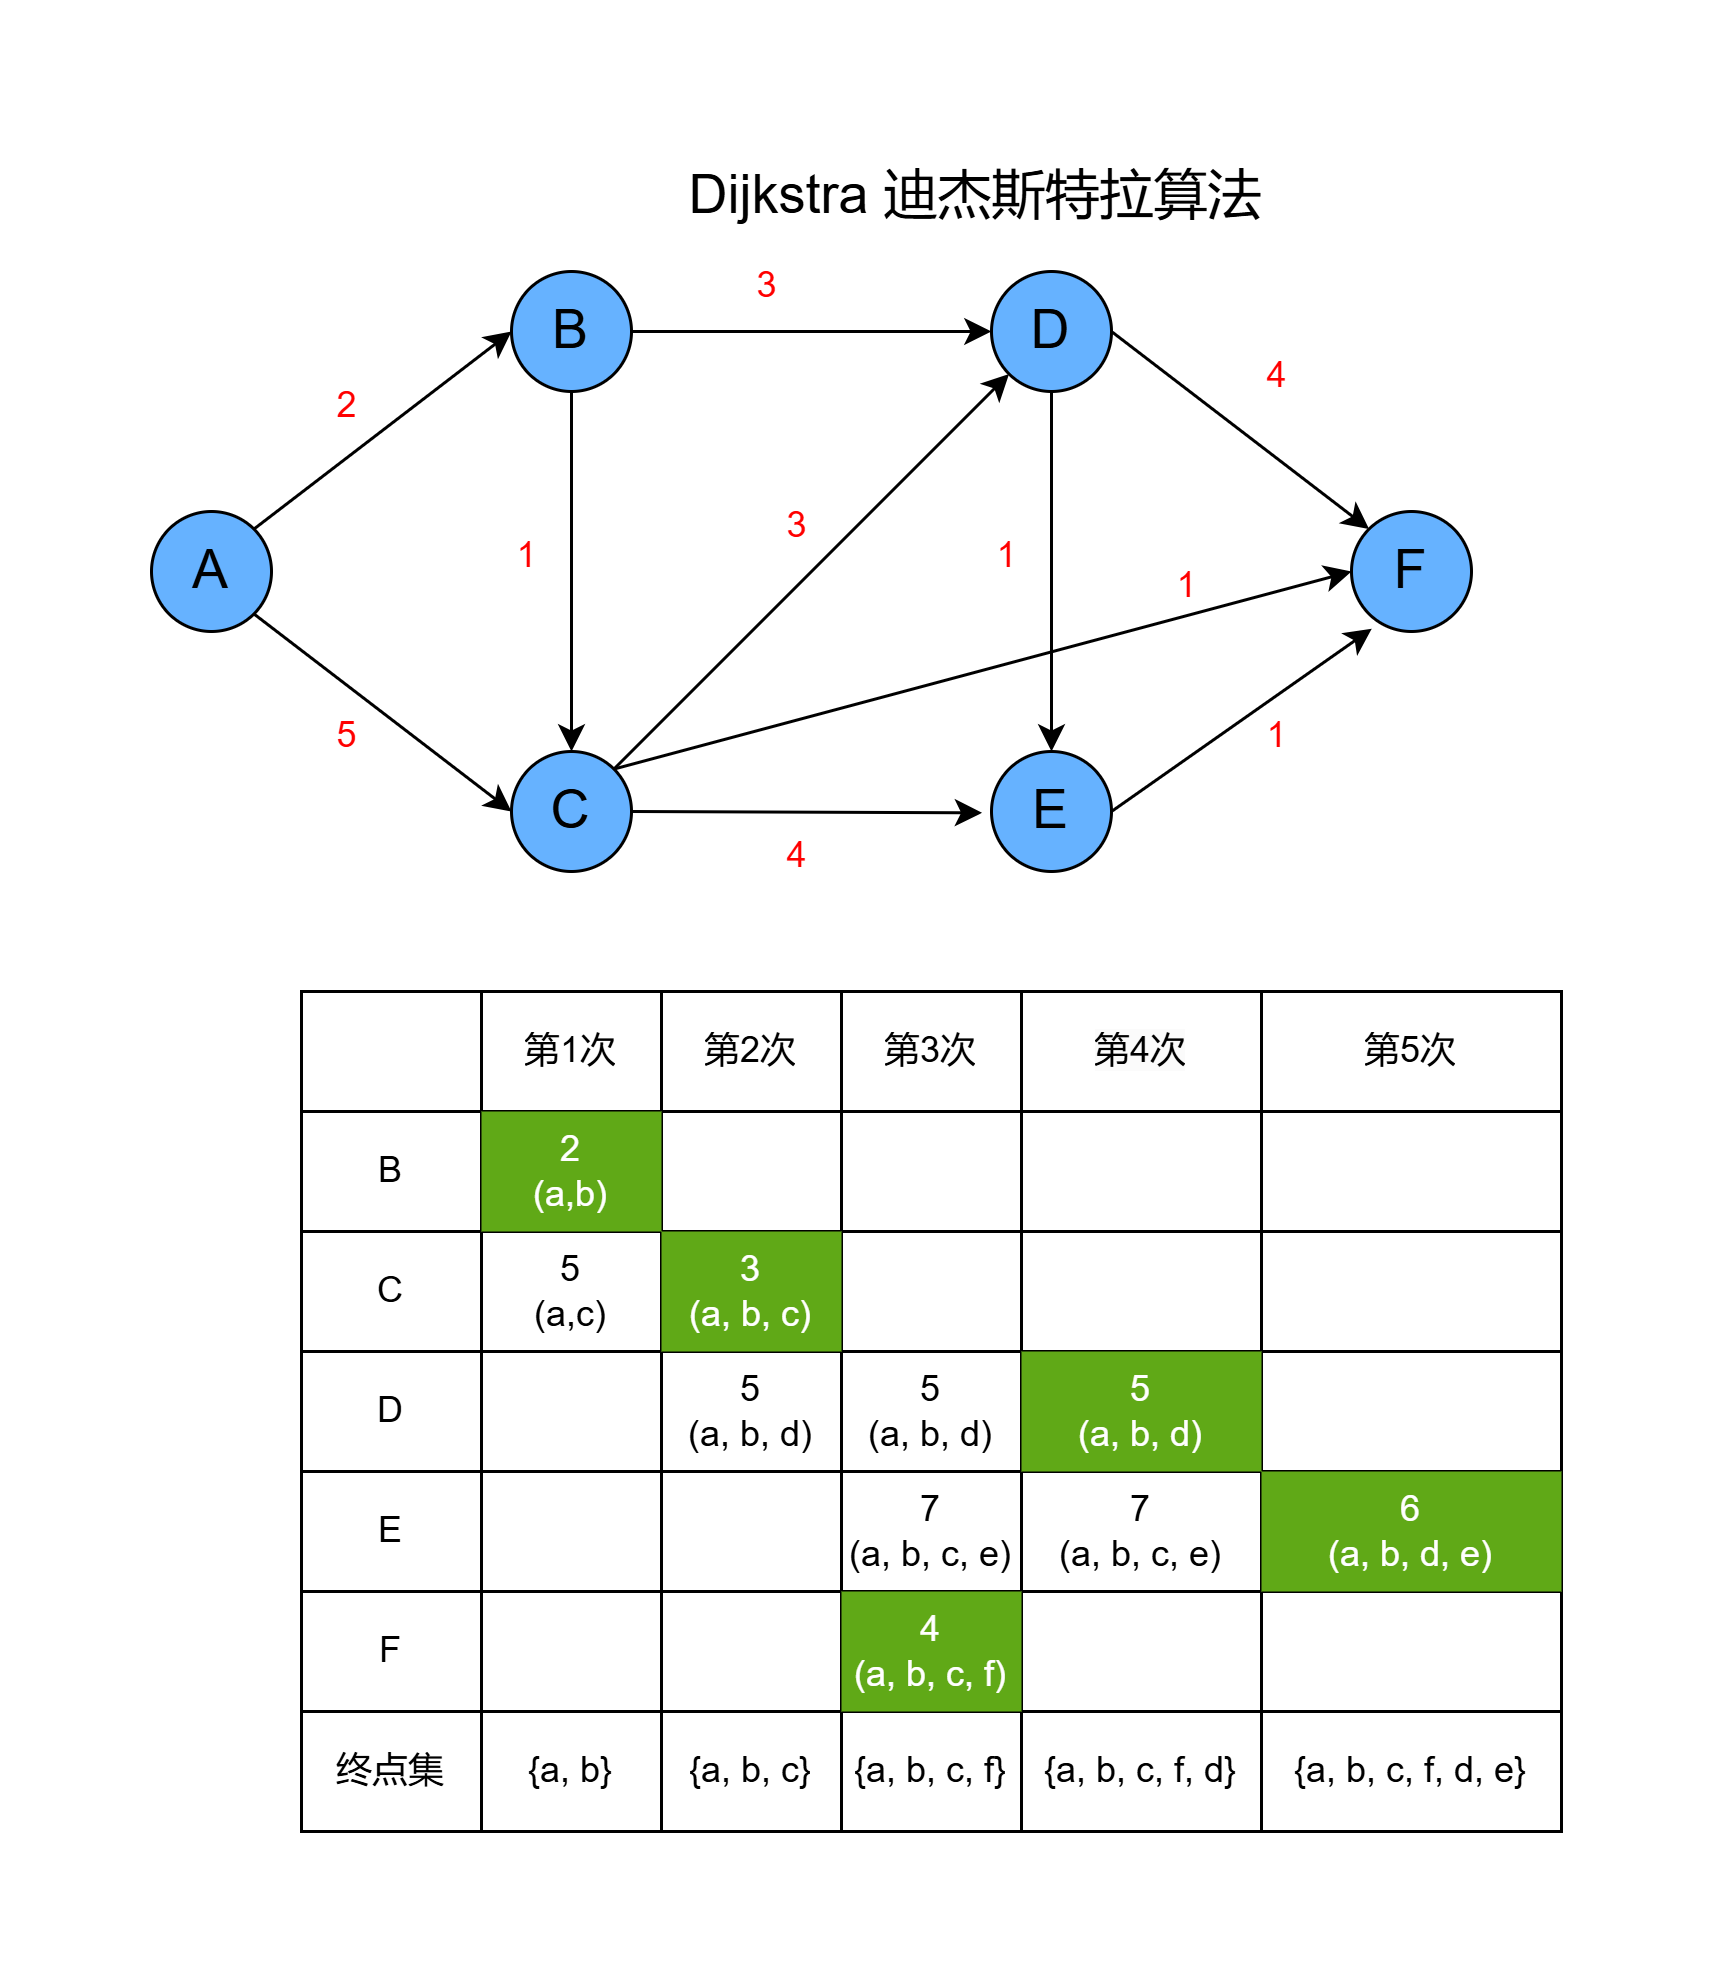 Dijkstra 迪杰斯特拉算法
B
3
D
4
2
A
1
3
1
1
F
5
C
4
E
1
第1次 第2次 第3次 第4次 第5次
B
2
(a,b)
C
5
(a,c)
3
(a, b, c)
D
5
(a, b, d)
5
(a, b, d)
5
(a, b, d)
E
7
(a, b, c, e)
7
(a, b, c, e)
6
(a, b, d, e)
F
4
(a, b, c, f)
终点集 {a, b} {a, b, c} {a, b, c, f} {a, b, c, f, d} {a, b, c, f, d, e}